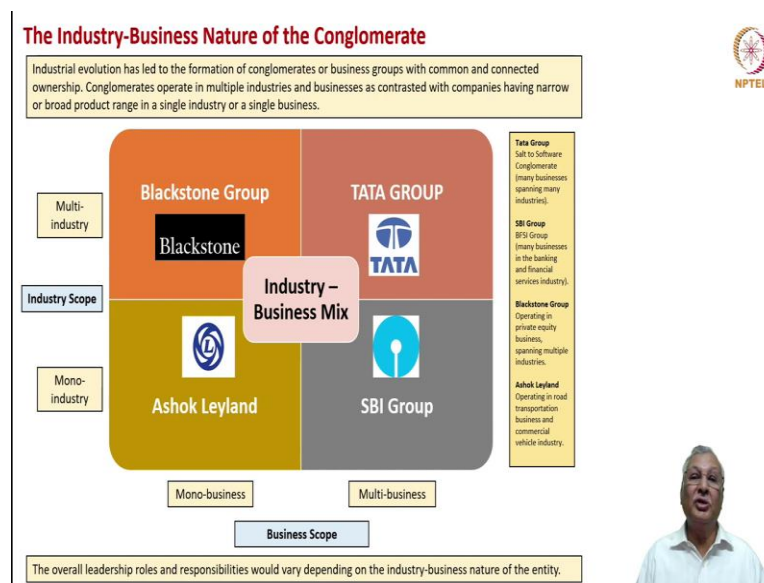 The Industry-Business Nature of the Conglomerate
NPTEL
Industrial evolution has led to the formation of conglomerates or business groups with common and connected
ownership. Conglomerates operate in multiple industries and businesses as contrasted with companies having narrow
or broad product range in a single industry or a single business.
Multi-
industry
Industry Scope
Mono-
industry
Blackstone Group
Blackstone
TATA GROUP
TATA
Industry –
Business Mix
Ashok Leyland
SBI Group
Tata Group
Salt to Software
Conglomerate
(many businesses
spanning many
industries).
SBI Group
BFSI Group
(many businesses
in the banking
and financial
services industry).
Blackstone Group
Operating in
private equity
business,
spanning multiple
industries.
Ashok Leyland
Operating in road
transportation
business and
commercial
vehicle industry.
Mono-business
Multi-business
Business Scope
The overall leadership roles and responsibilities would vary depending on the industry-business nature of the entity.